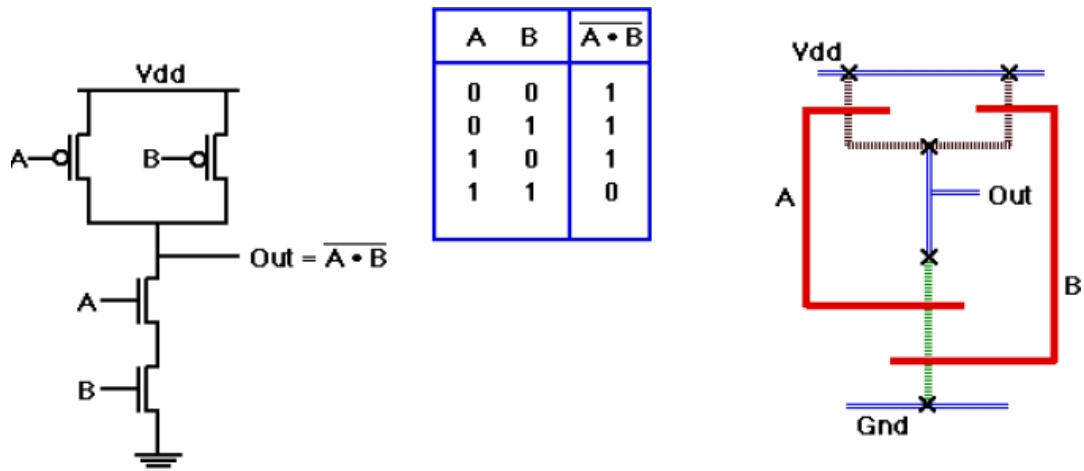 Vdd
A
B
Out = A • B
A
B
A B A • B
0 0 1
0 1 1
1 0 1
1 1 0
Vdd
A
Out
B
Gnd